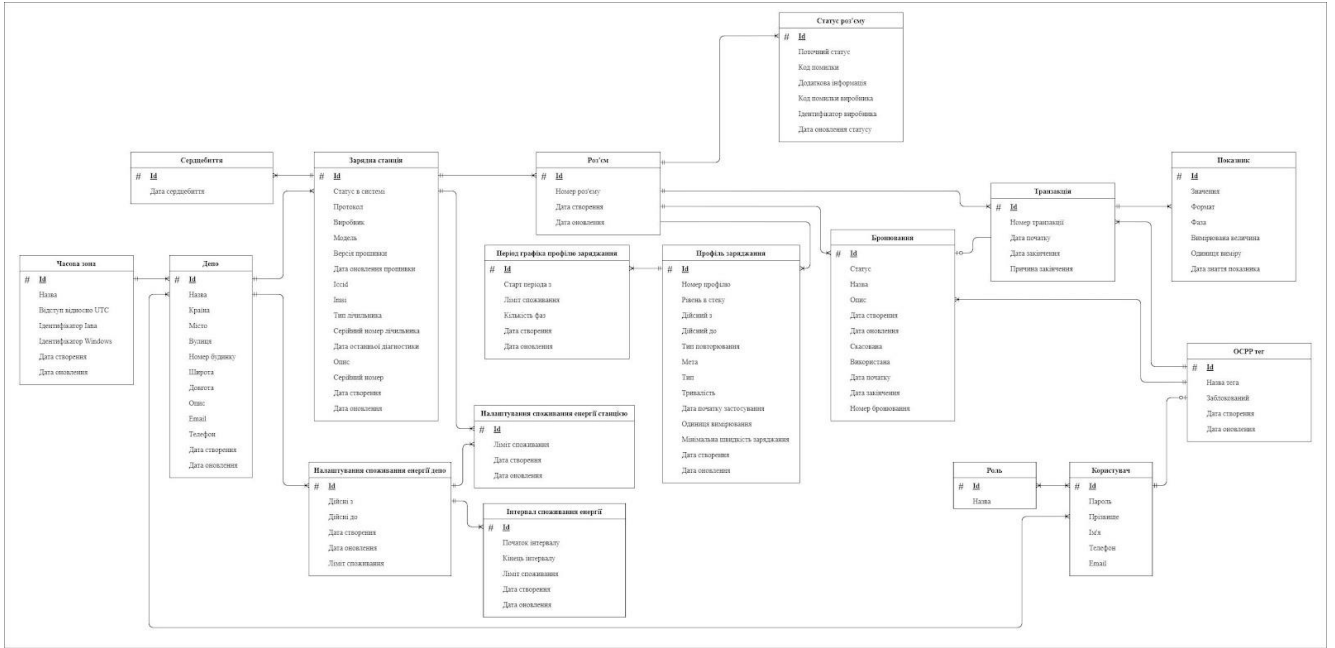 Статус роз'єму
# Id
Поточний статус
Код помилки
Додаткова інформація
Код помилки виробника
Ідентифікатор виробника
Дата оновлення статусу
Сердцебиття
# Id
Дата сердцебиття
Зарядна станція
# Id
Статус в системі
Протокол
Виробник
Модель
Версія прошивки
Дата оновлення прошивки
Iccid
Imsi
Тип лічильника
Серійний номер лічильника
Дата останньої діагностики
Опис
Серійний номер
Дата створення
Дата оновлення
Роз'єм
# Id
Номер роз'єму
Дата створення
Дата оновлення
Транзакція
# Id
Номер транзакції
Дата початку
Дата закінчення
Причина закінчення
Показник
# Id
Значення
Формат
Фаза
Вимірювана величина
Одиниця виміру
Дата зняття показника
Часова зона
# Id
Назва
Відступ відносно UTC
Ідентифікатор Iana
Ідентифікатор Windows
Дата створення
Дата оновлення
Депо
# Id
Назва
Країна
Місто
Вулиця
Номер будинку
Широта
Довгота
Опис
Email
Телефон
Дата створення
Дата оновлення
Період графіка профілю заряджання
# Id
Старт періода з
Ліміт споживання
Кількість фаз
Дата створення
Дата оновлення
Профіль заряджання
# Id
Номер профілю
Рівень в стеку
Дійсний з
Дійсний до
Тип повторювання
Мета
Тип
Тривалість
Дата початку застосування
Одиниця вимірювання
Мінімальна швидкість заряджання
Дата створення
Дата оновлення
Бронювання
# Id
Статус
Назва
Опис
Дата створення
Дата оновлення
Скасована
Використана
Дата початку
Дата закінчення
Номер бронювання
OCPP тег
# Id
Назва тега
Заблокований
Дата створення
Дата оновлення
Налаштування споживання енергії станцією
# Id
Ліміт споживання
Дата створення
Дата оновлення
Налаштування споживання енергії депо
# Id
Дійсні з
Дійсні до
Дата створення
Дата оновлення
Ліміт споживання
Інтервал споживання енергії
# Id
Початок інтервалу
Кінець інтервалу
Ліміт споживання
Дата створення
Дата оновлення
Роль
# Id
Назва
Користувач
# Id
Пароль
Прізвище
Ім'я
Телефон
Email